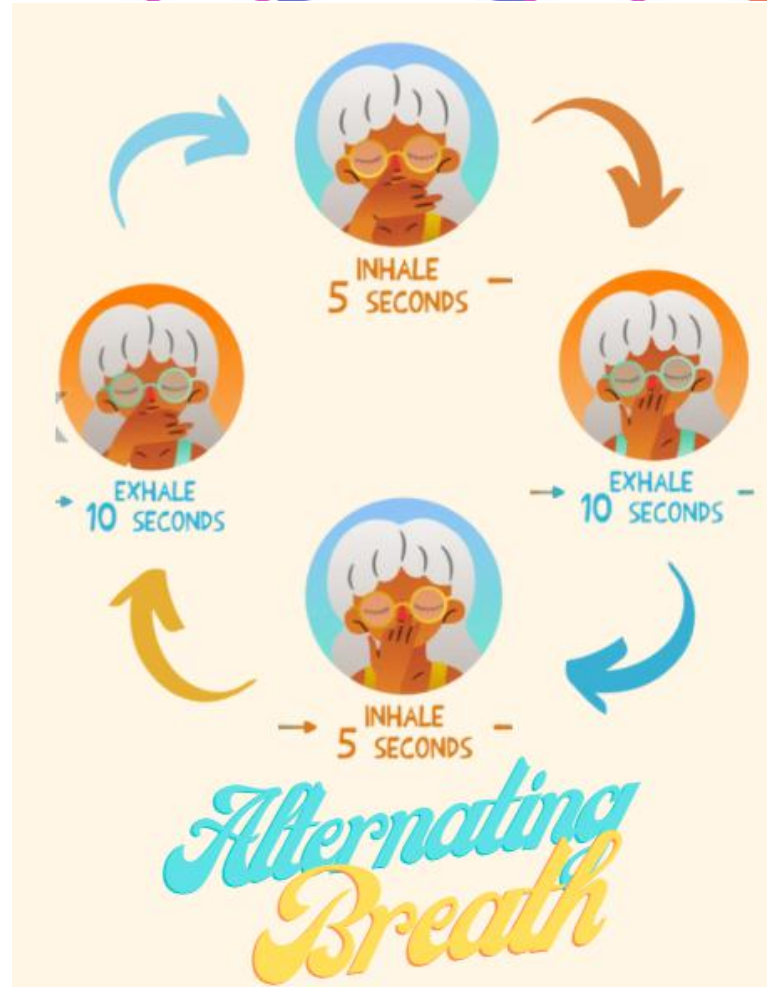 INHALE
5 SECONDS
EXHALE
10 SECONDS
INHALE
5 SECONDS
EXHALE
10 SECONDS
Alternating
Breath